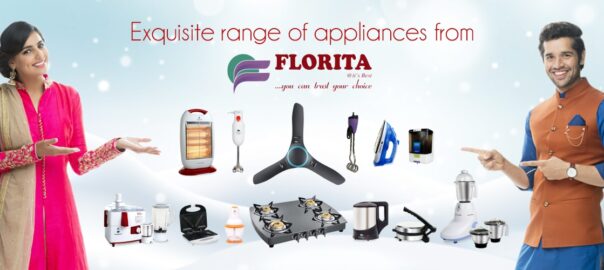 Exquisite range of appliances from
FLORITA
@It's Best
...you can trust your choice